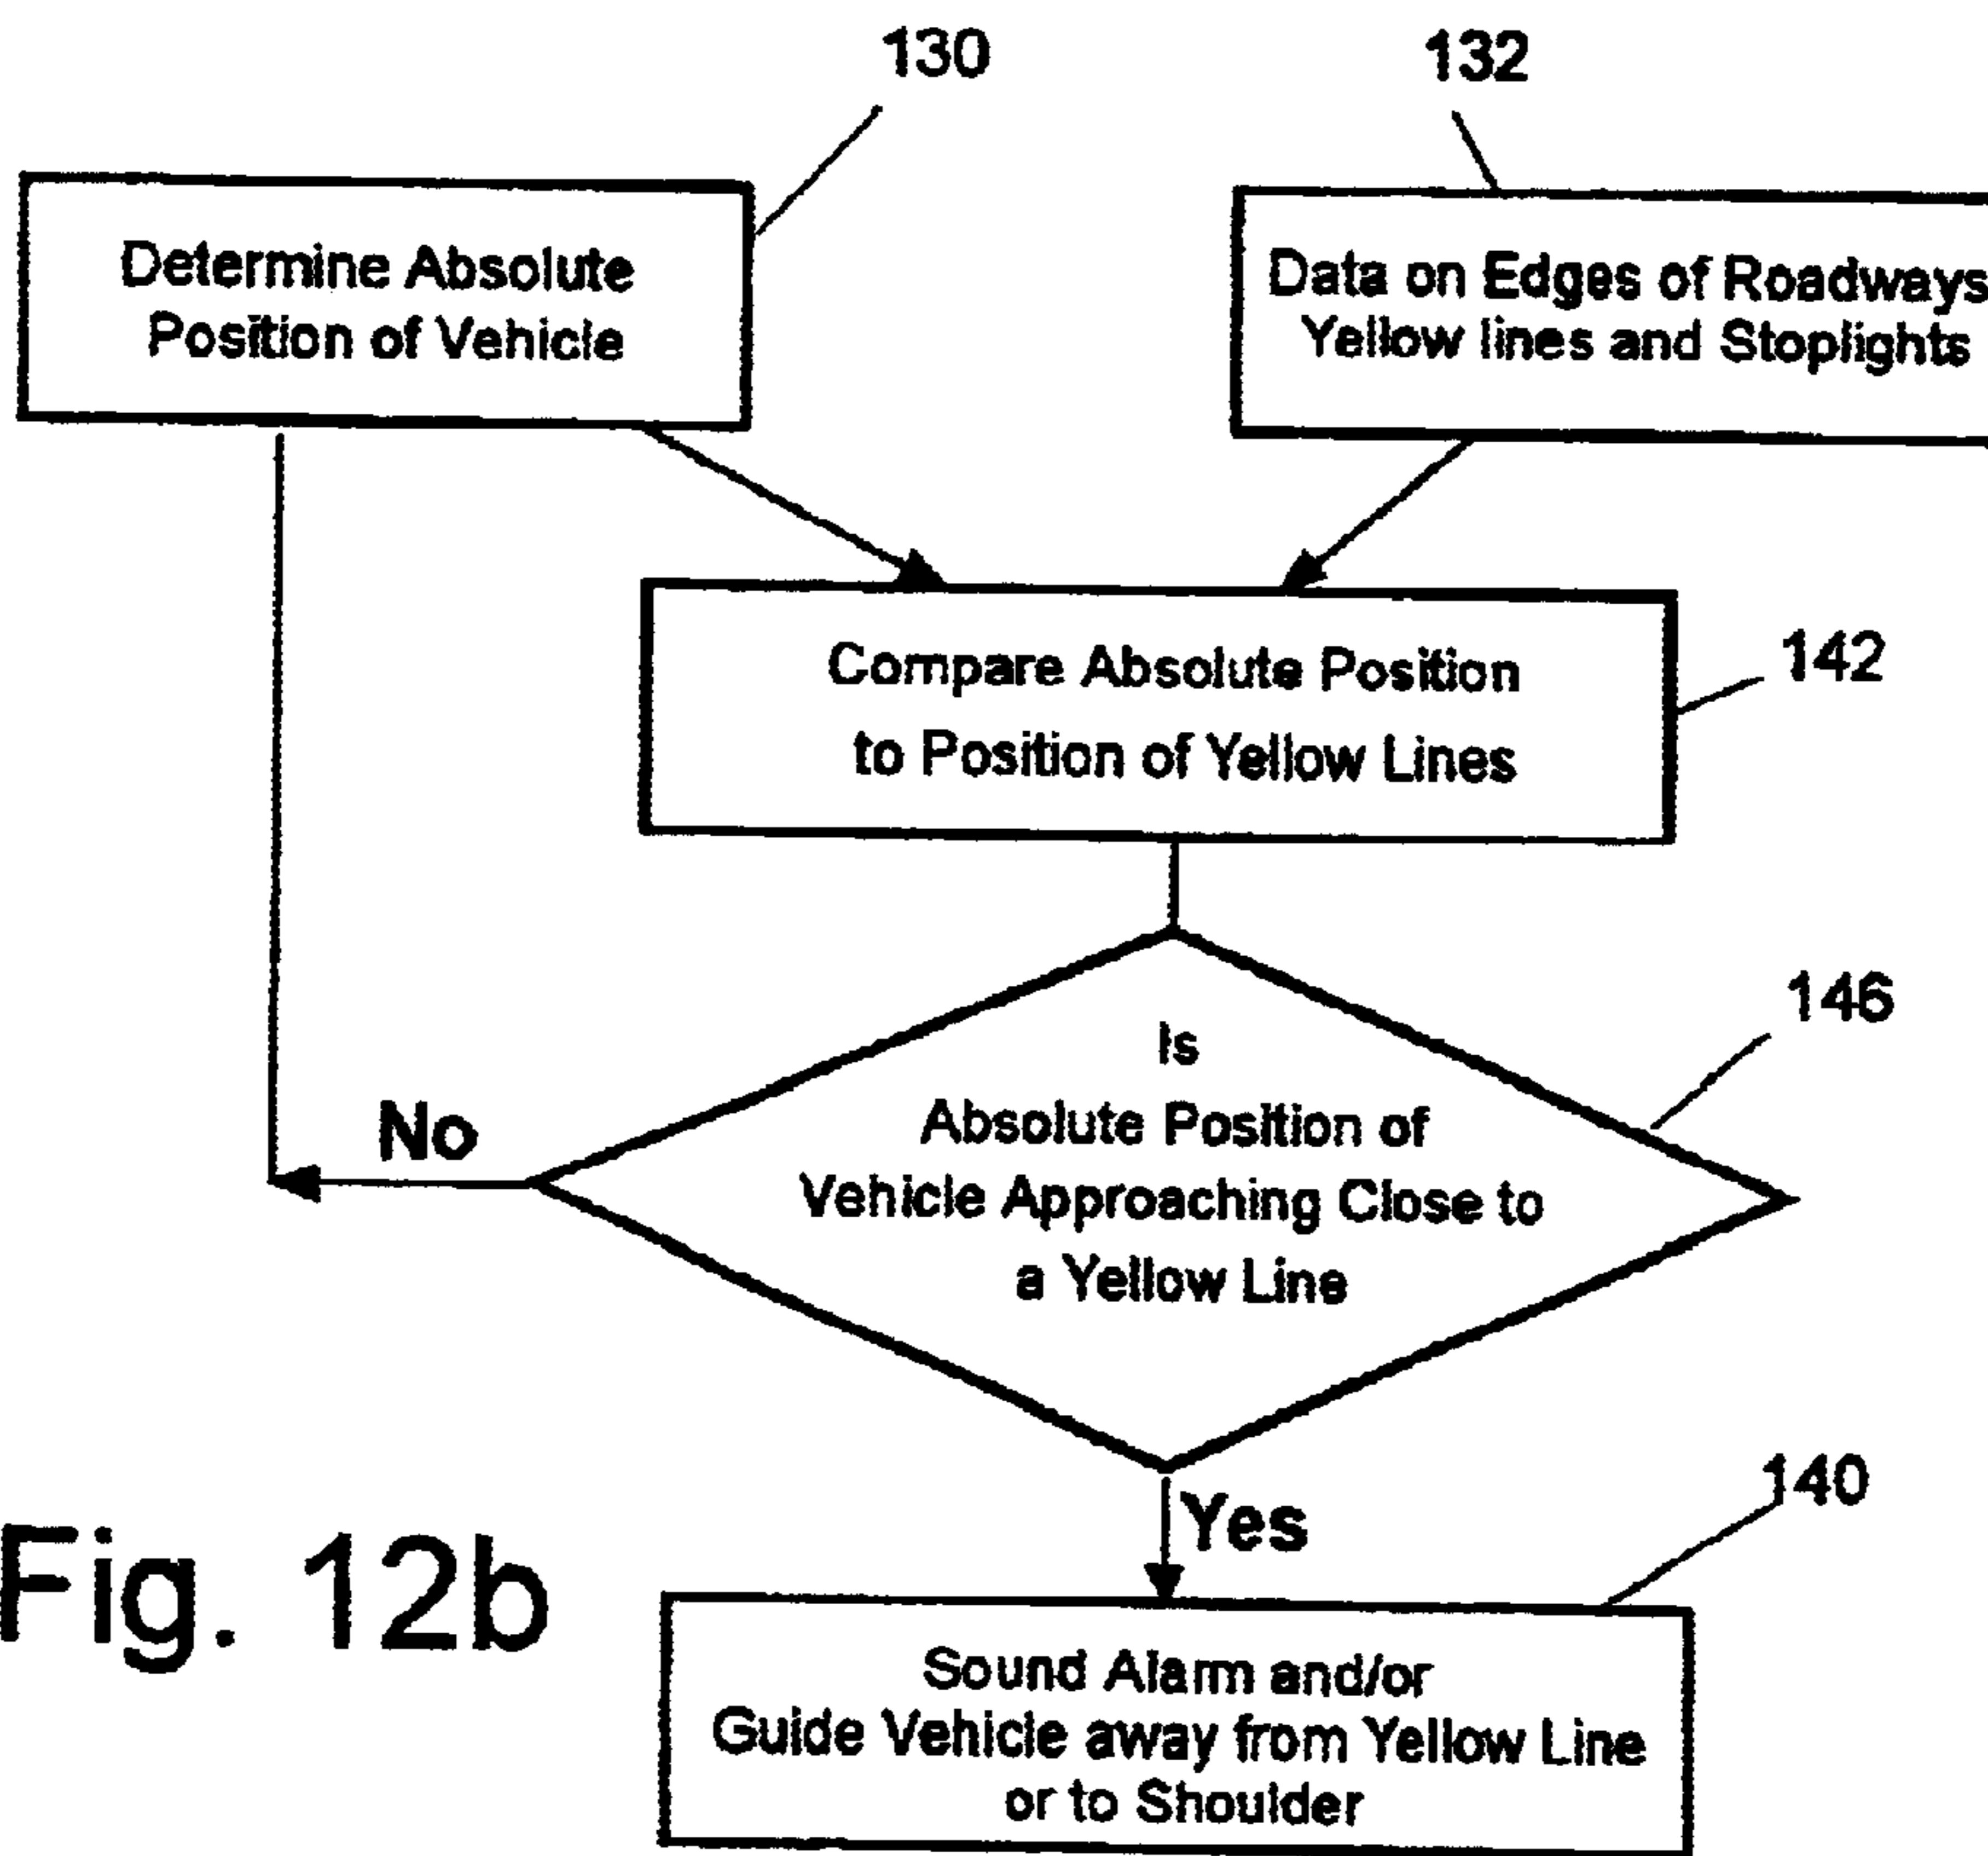 130
132
Determine Absolute
Position of Vehicle
Data on Edges of Roadways
Yellow lines and Stoplights
Compare Absolute Position
to Position of Yellow Lines
142
Is
Absolute Position of
Vehicle Approaching Close to
a Yellow Line
146
No
Yes
140
Sound Alarm and/or
Guide Vehicle away from Yellow Line
or to Shoulder
Fig. 12b